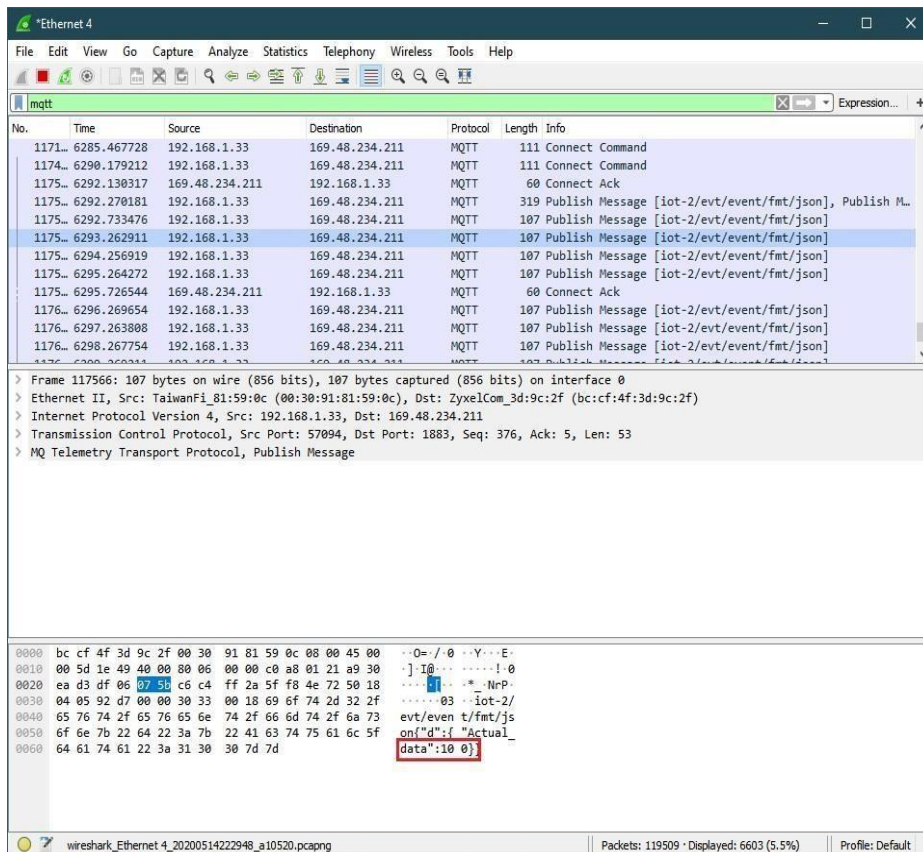 *Ethernet 4
File Edit View Go Capture Analyze Statistics Telephony Wireless Tools Help
mqtt Expression... +
No. Time Source Destination Protocol Length Info
1171… 6285.467728 192.168.1.33 169.48.234.211 MQTT 111 Connect Command
1174… 6290.179212 192.168.1.33 169.48.234.211 MQTT 111 Connect Command
1175… 6292.130317 169.48.234.211 192.168.1.33 MQTT 60 Connect Ack
1175… 6292.270181 192.168.1.33 169.48.234.211 MQTT 319 Publish Message [iot-2/evt/event/fmt/json], Publish M…
1175… 6292.733476 192.168.1.33 169.48.234.211 MQTT 107 Publish Message [iot-2/evt/event/fmt/json]
1175… 6293.262911 192.168.1.33 169.48.234.211 MQTT 107 Publish Message [iot-2/evt/event/fmt/json]
1175… 6294.256919 192.168.1.33 169.48.234.211 MQTT 107 Publish Message [iot-2/evt/event/fmt/json]
1175… 6295.264272 192.168.1.33 169.48.234.211 MQTT 107 Publish Message [iot-2/evt/event/fmt/json]
1175… 6295.726544 169.48.234.211 192.168.1.33 MQTT 60 Connect Ack
1176… 6296.269654 192.168.1.33 169.48.234.211 MQTT 107 Publish Message [iot-2/evt/event/fmt/json]
1176… 6297.263808 192.168.1.33 169.48.234.211 MQTT 107 Publish Message [iot-2/evt/event/fmt/json]
1176… 6298.267754 192.168.1.33 169.48.234.211 MQTT 107 Publish Message [iot-2/evt/event/fmt/json]
> Frame 117566: 107 bytes on wire (856 bits), 107 bytes captured (856 bits) on interface 0
> Ethernet II, Src: TaiwanFi_81:59:0c (00:30:91:81:59:0c), Dst: ZyxelCom_3d:9c:2f (bc:cf:4f:3d:9c:2f)
> Internet Protocol Version 4, Src: 192.168.1.33, Dst: 169.48.234.211
> Transmission Control Protocol, Src Port: 57094, Dst Port: 1883, Seq: 376, Ack: 5, Len: 53
> MQ Telemetry Transport Protocol, Publish Message
0000 bc cf 4f 3d 9c 2f 00 30 91 81 59 0c 08 00 45 00 ··O=·/·0 ··Y···E·
0010 00 5d 1e 49 40 00 80 06 00 00 c0 a8 01 21 a9 30 ·]·I@··· ·····!·0
0020 ea d3 df 06 07 5b c6 c4 ff 2a 5f f8 4e 72 50 18 ·····[·· ·*_·NrP·
0030 04 05 92 d7 00 00 30 33 00 18 69 6f 74 2d 32 2f ······03 ··iot-2/
0040 65 76 74 2f 65 76 65 6e 74 2f 66 6d 74 2f 6a 73 evt/even t/fmt/js
0050 6f 6e 7b 22 64 22 3a 7b 22 41 63 74 75 61 6c 5f on{"d":{ "Actual_
0060 64 61 74 61 22 3a 31 30 30 7d 7d data":10 0}}
wireshark_Ethernet 4_20200514222948_a10520.pcapng Packets: 119509 · Displayed: 6603 (5.5%) Profile: Default